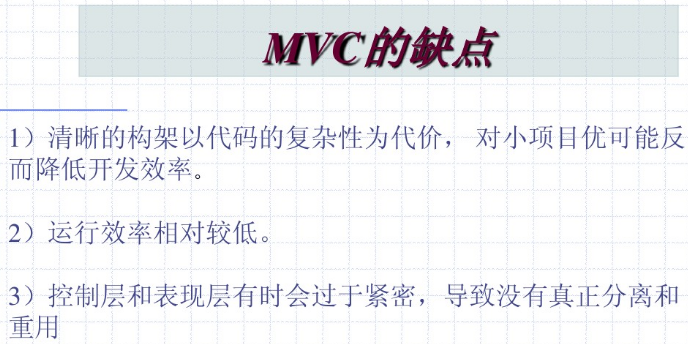 MVC的缺点
1）清晰的构架以代码的复杂性为代价， 对小项目优可能反
而降低开发效率。
2）运行效率相对较低。
3）控制层和表现层有时会过于紧密，导致没有真正分离和
重用